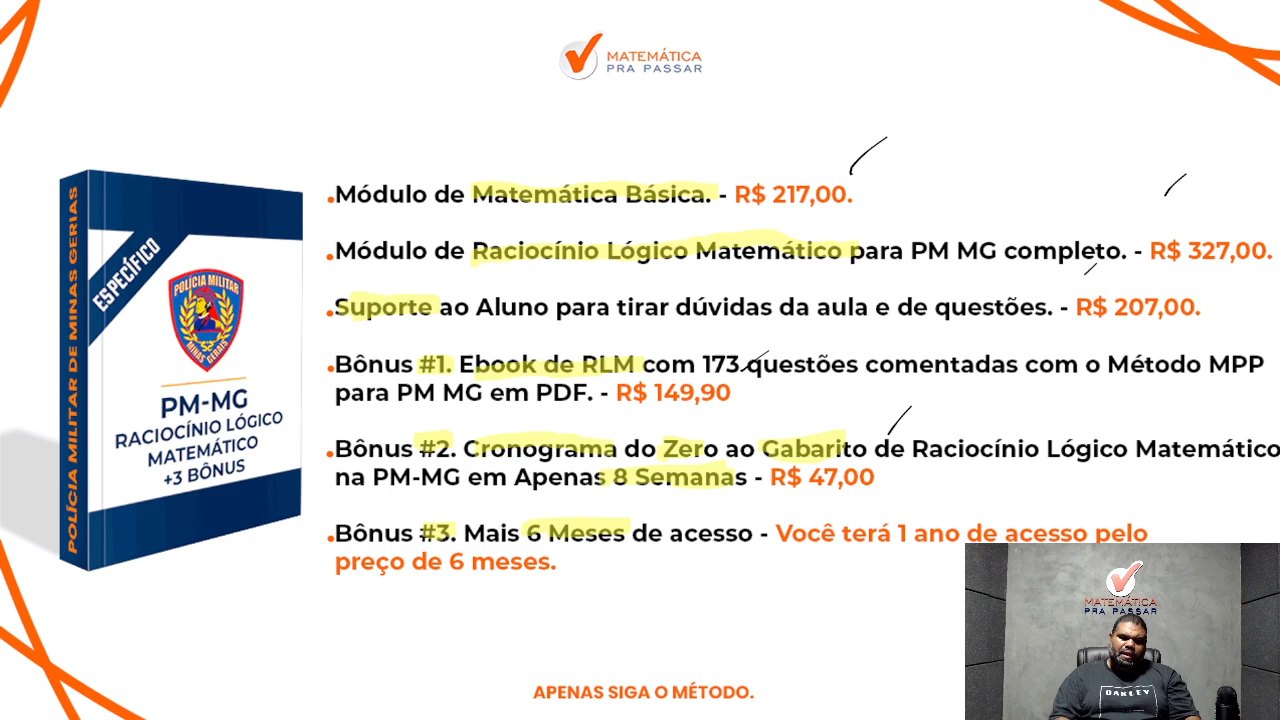 MATEMÁTICA
PRA PASSAR
•Módulo de Matemática Básica. - R$ 217,00.
•Módulo de Raciocínio Lógico Matemático para PM MG completo. - R$ 327,00.
•Suporte ao Aluno para tirar dúvidas da aula e de questões. - R$ 207,00.
•Bônus #1. Ebook de RLM com 173 questões comentadas com o Método MPP
para PM MG em PDF. - R$ 149,90
•Bônus #2. Cronograma do Zero ao Gabarito de Raciocínio Lógico Matemático
na PM-MG em Apenas 8 Semanas - R$ 47,00
•Bônus #3. Mais 6 Meses de acesso - Você terá 1 ano de acesso pelo
preço de 6 meses.
POLÍCIA MILITAR DE MINAS GERIAS
ESPECÍFICO
POLÍCIA MILITAR
MINAS GERAIS
PM-MG
RACIOCÍNIO LÓGICO
MATEMÁTICO
+3 BÔNUS
MATEMÁTICA
PRA PASSAR
OAKLEY
APENAS SIGA O MÉTODO.